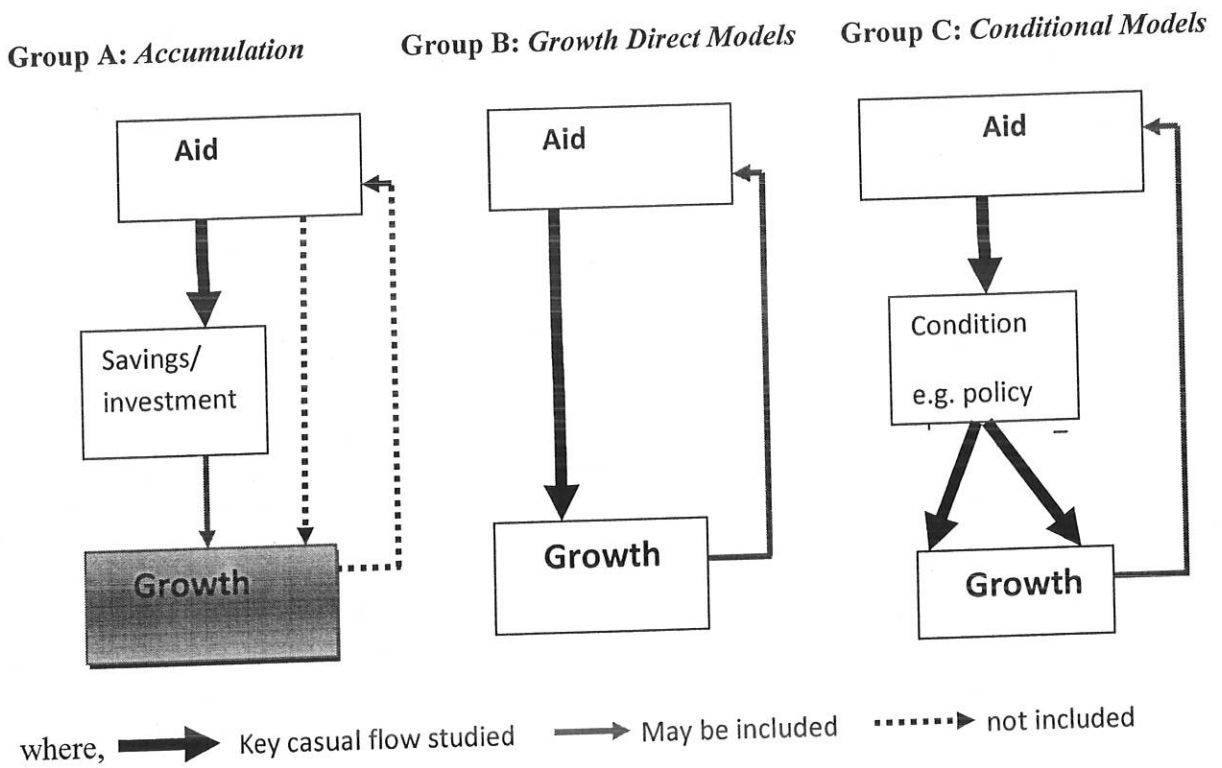 Group A: Accumulation
Group B: Growth Direct Models
Group C: Conditional Models
Aid
Savings/
investment
Growth
Aid
Growth
Aid
Condition
e.g. policy
Growth
where, Key casual flow studied May be included not included